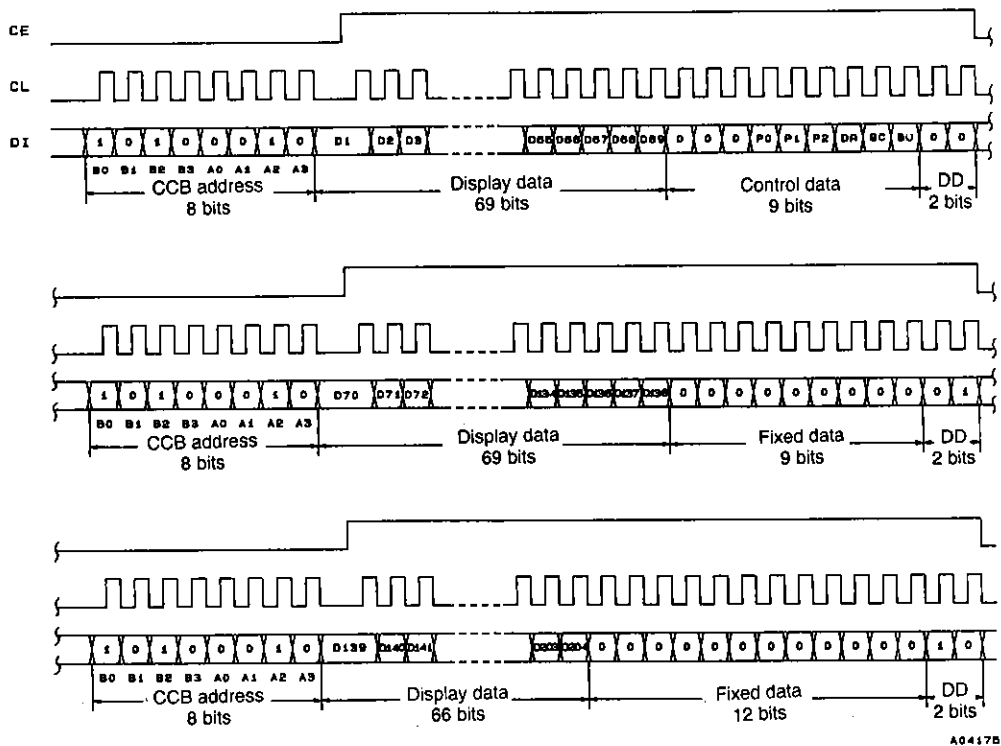 CE
CL
DI 1 0 1 0 0 0 1 0 D1 D2 D3 D65 D66 D67 D68 D69 0 0 0 P0 P1 P2 DR SC BU 0 0
B0 B1 B2 B3 A0 A1 A2 A3
CCB address Display data Control data DD
8 bits 69 bits 9 bits 2 bits
1 0 1 0 0 0 1 0 D70 D71 D72 D134 D135 D136 D137 D138 0 0 0 0 0 0 0 0 0 0 1
B0 B1 B2 B3 A0 A1 A2 A3
CCB address Display data Fixed data DD
8 bits 69 bits 9 bits 2 bits
1 0 1 0 0 0 1 0 D139 D140 D141 D203 D204 0 0 0 0 0 0 0 0 0 0 0 0 1 0
B0 B1 B2 B3 A0 A1 A2 A3
CCB address Display data Fixed data DD
8 bits 66 bits 12 bits 2 bits
A04175